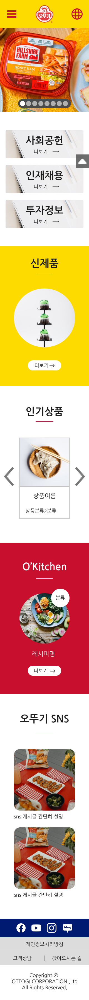 오뚜기
HILLSHIRE
FARM
ULTRA THIN
HONEY HAM
사회공헌
더보기 →
인재채용
더보기 →
투자정보
더보기 →
신제품
더보기→
인기상품
상품이름
상품분류>분류
O’Kitchen
분류
레시피명
더보기 →
오뚜기 SNS
sns 게시글 간단히 설명
sns 게시글 간단히 설명
blog
개인정보처리방침
고객상담 | 찾아오시는 길
Copyright ©
OTTOGI CORPORATION.,Ltd
All Rights Reserved.